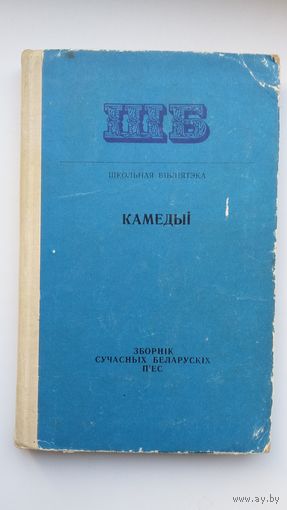 ШБ
ШКОЛЬНАЯ БІБЛІЯТЭКА
КАМЕДЫІ
ЗБОРНІК
СУЧАСНЫХ БЕЛАРУСКІХ
П'ЕС
www.ay.by